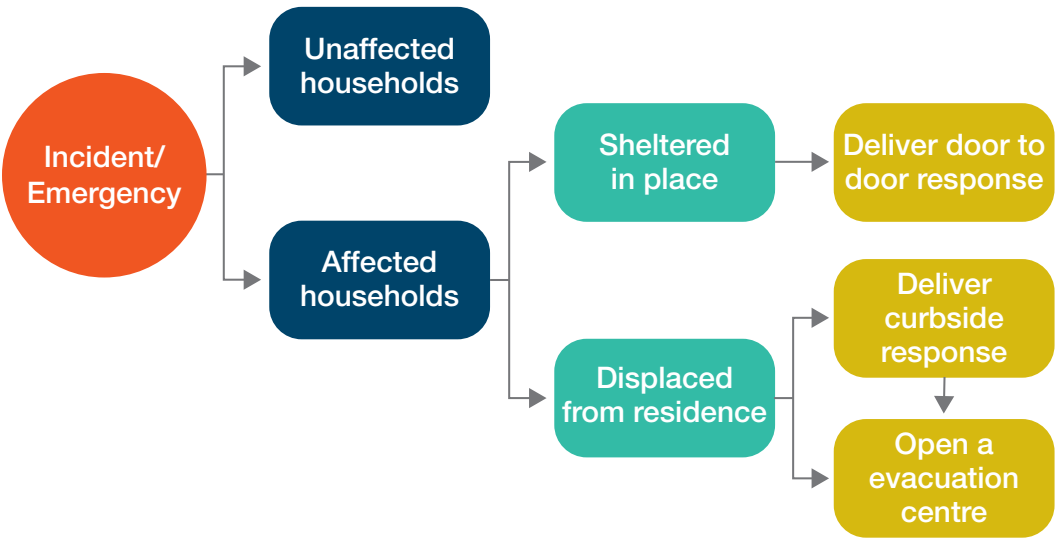 Incident/
Emergency
Unaffected
households
Affected
households
Sheltered
in place
Displaced
from residence
Deliver door to
door response
Deliver
curbside
response
Open a
evacuation
centre